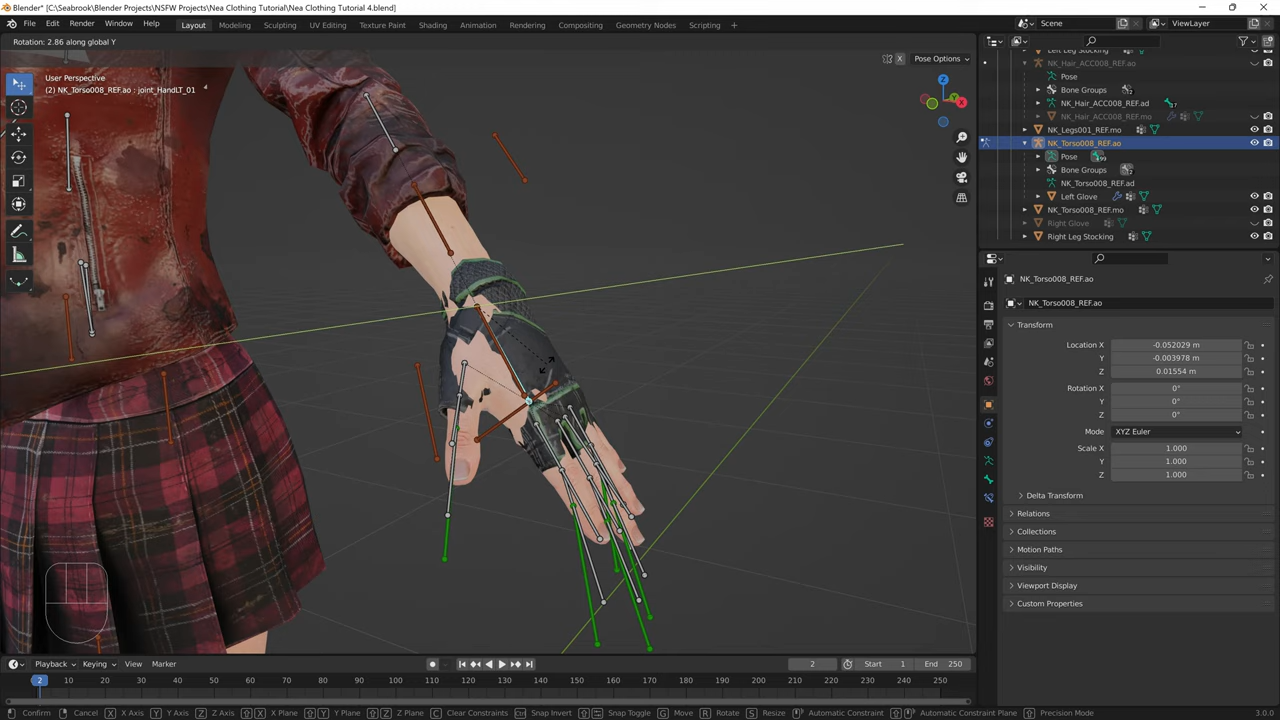 Blender* [C:\Seabrook\Blender Projects\NSFW Projects\Nea Clothing Tutorial\Nea Clothing Tutorial 4.blend]
File Edit Render Window Help Layout Modeling Sculpting UV Editing Texture Paint Shading Animation Rendering Compositing Geometry Nodes Scripting + Scene ViewLayer
Rotation: 2.86 along global Y
X Pose Options
User Perspective
(2) NK_Torso008_REF.ao : joint_HandLT_01
Z
X
Y
Left Leg Stocking
NK_Hair_ACC008_REF.ao
Pose
Bone Groups
NK_Hair_ACC008_REF.ad
NK_Hair_ACC008_REF.mo
NK_Legs001_REF.mo
NK_Torso008_REF.ao
Pose
Bone Groups
NK_Torso008_REF.ad
Left Glove
NK_Torso008_REF.mo
Right Glove
Right Leg Stocking
NK_Torso008_REF.ao
NK_Torso008_REF.ao
Transform
Location X -0.052029 m
Y -0.003978 m
Z 0.01554 m
Rotation X 0°
Y 0°
Z 0°
Mode XYZ Euler
Scale X 1.000
Y 1.000
Z 1.000
Delta Transform
Relations
Collections
Motion Paths
Visibility
Viewport Display
Custom Properties
Playback Keying View Marker 2 Start 1 End 250
2 10 20 30 40 50 60 70 80 90 100 110 120 130 140 150 160 170 180 190 200 210 220 230 240 250
Confirm Cancel X X Axis Y Y Axis Z Z Axis X X Plane Y Y Plane Z Z Plane C Clear Constraints Snap Invert Snap Toggle G Move R Rotate S Resize Automatic Constraint Automatic Constraint Plane Precision Mode 3.0.0